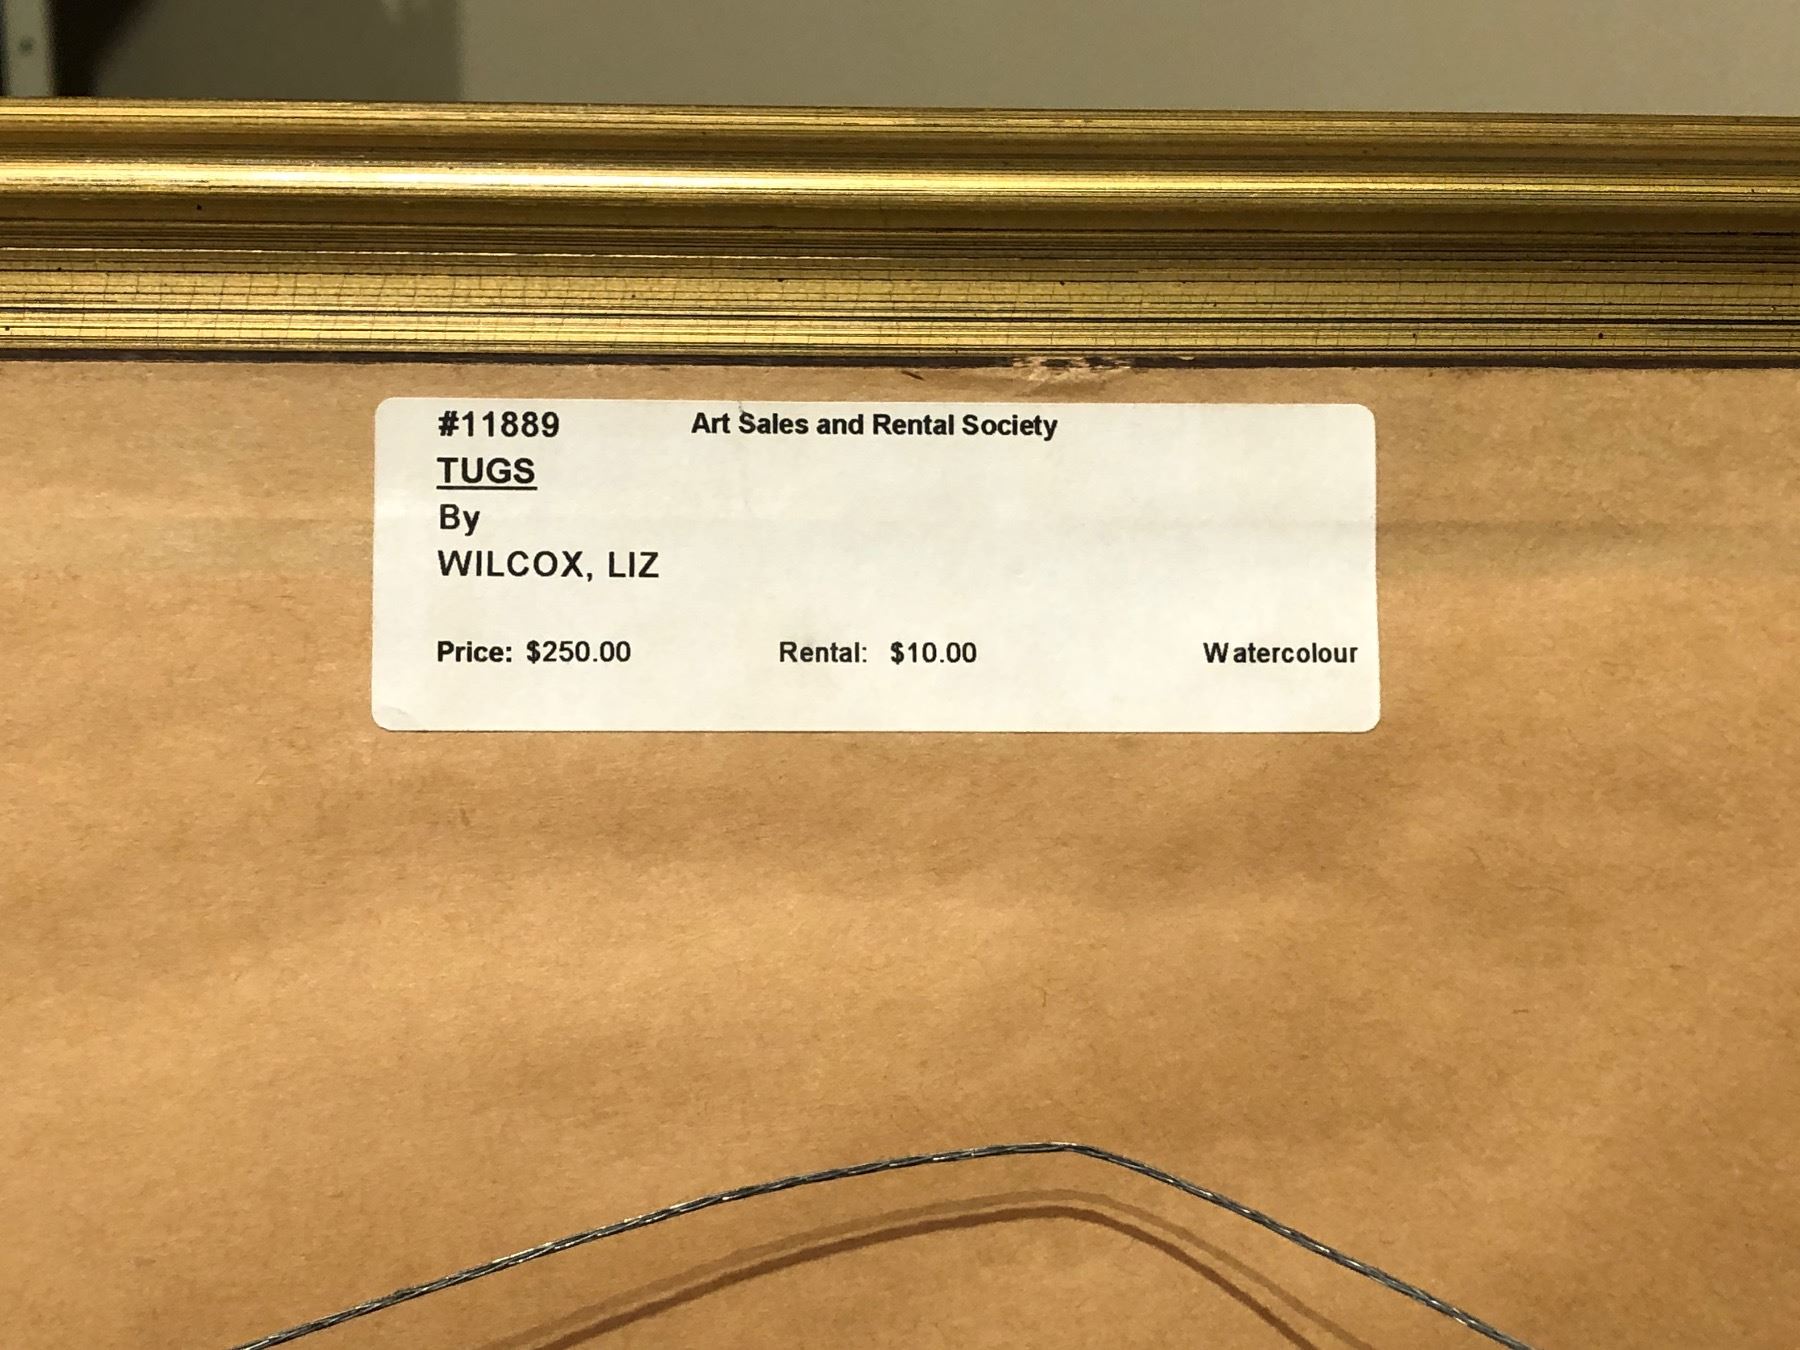 #11889 Art Sales and Rental Society
TUGS
By
WILCOX, LIZ
Price: $250.00 Rental: $10.00 Watercolour